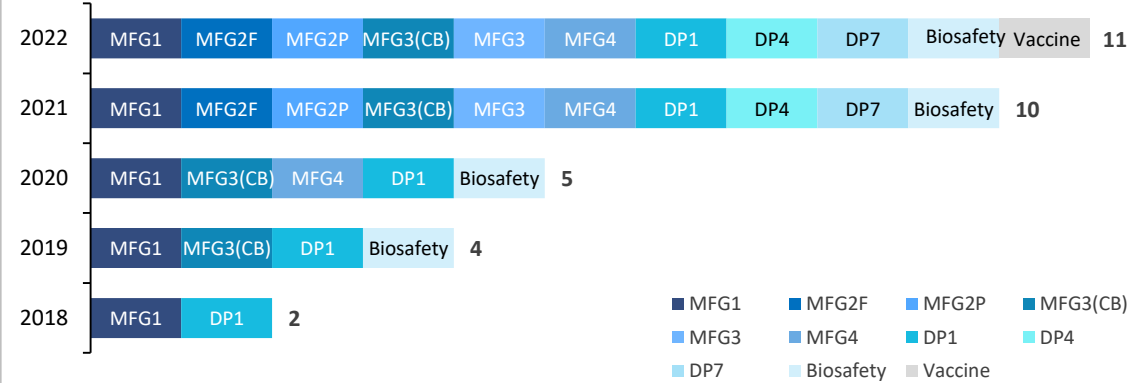 2022 MFG1 MFG2F MFG2P MFG3(CB) MFG3 MFG4 DP1 DP4 DP7 Biosafety Vaccine 11
2021 MFG1 MFG2F MFG2P MFG3(CB) MFG3 MFG4 DP1 DP4 DP7 Biosafety 10
2020 MFG1 MFG3(CB) MFG4 DP1 Biosafety 5
2019 MFG1 MFG3(CB) DP1 Biosafety 4
2018 MFG1 DP1 2
MFG1 MFG2F MFG2P MFG3(CB)
MFG3 MFG4 DP1 DP4
DP7 Biosafety Vaccine